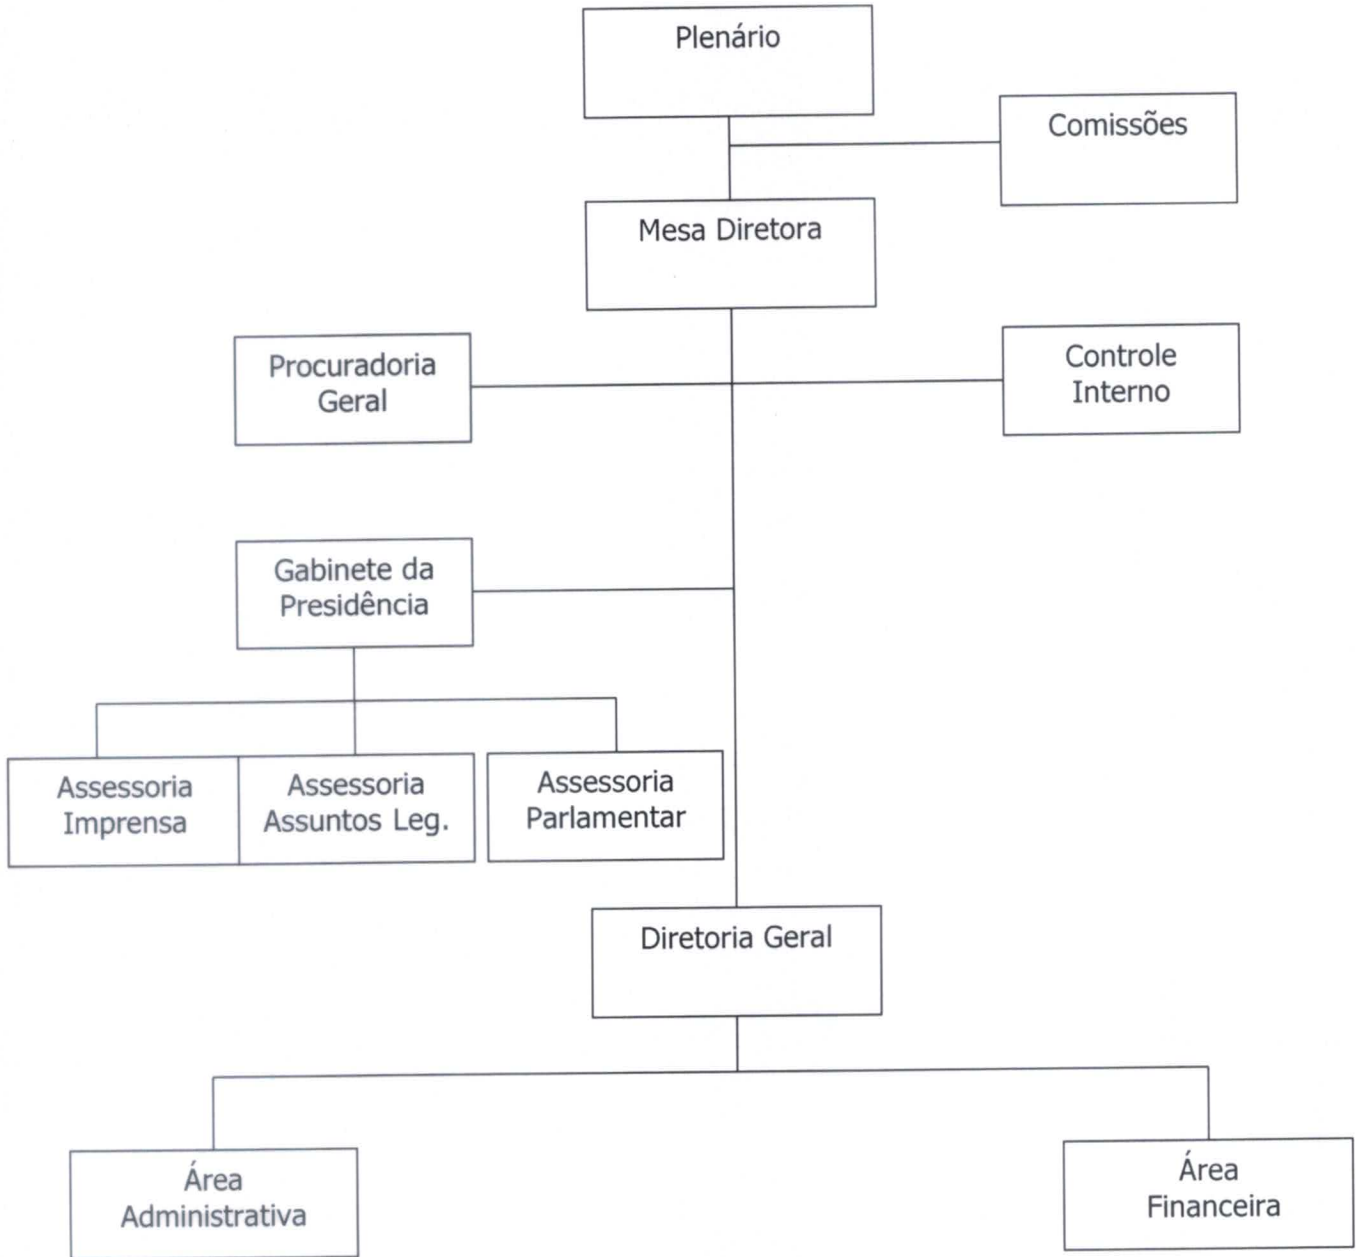 Plenário
Comissões
Mesa Diretora
Procuradoria
Geral
Controle
Interno
Gabinete da
Presidência
Assessoria
Imprensa
Assessoria
Assuntos Leg.
Assessoria
Parlamentar
Diretoria Geral
Área
Administrativa
Área
Financeira